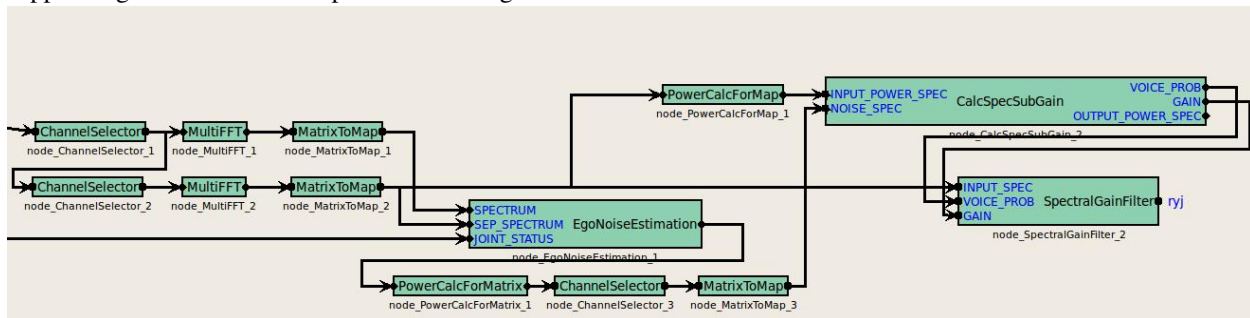 PowerCalcForMap
node_PowerCalcForMap_1
INPUT_POWER_SPEC
NOISE_SPEC
CalcSpecSubGain
VOICE_PROB
GAIN
OUTPUT_POWER_SPEC
node_CalcSpecSubGain_2
ChannelSelector
node_ChannelSelector_1
MultiFFT
node_MultiFFT_1
MatrixToMap
node_MatrixToMap_1
ChannelSelector
node_ChannelSelector_2
MultiFFT
node_MultiFFT_2
MatrixToMap
node_MatrixToMap_2
INPUT_SPEC
VOICE_PROB
GAIN
SpectralGainFilter
ryj
node_SpectralGainFilter_2
SPECTRUM
SEP_SPECTRUM
JOINT_STATUS
EgoNoiseEstimation
node_EgoNoiseEstimation_1
PowerCalcForMatrix
node_PowerCalcForMatrix_1
ChannelSelector
node_ChannelSelector_3
MatrixToMap
node_MatrixToMap_3